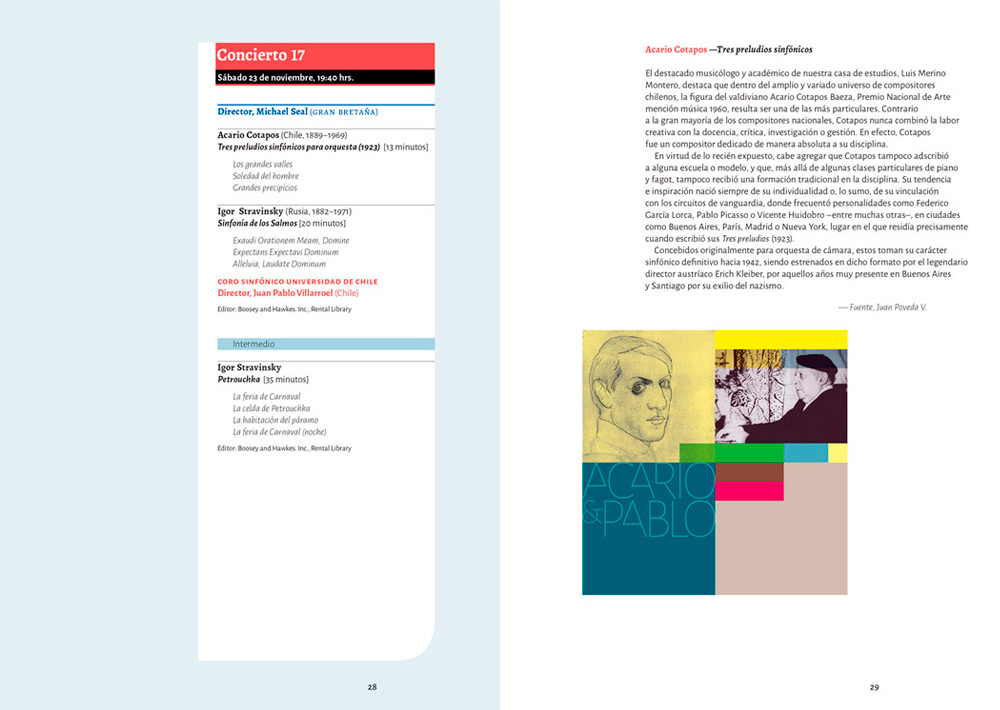 Concierto 17
Sábado 23 de noviembre, 19:40 hrs.
Director, Michael Seal (GRAN BRETAÑA)
Acario Cotapos (Chile, 1889–1969)
Tres preludios sinfónicos para orquesta (1923) [13 minutos]
Los grandes valles
Soledad del hombre
Grandes precipicios
Igor Stravinsky (Rusia, 1882–1971)
Sinfonía de los Salmos [20 minutos]
Exaudi Orationem Meam, Domine
Expectans Expectavi Dominum
Alleluia, Laudate Dominum
CORO SINFÓNICO UNIVERSIDAD DE CHILE
Director, Juan Pablo Villarroel (Chile)
Editor: Boosey and Hawkes. Inc., Rental Library
Intermedio
Igor Stravinsky
Petrouchka [35 minutos]
La feria de Carnaval
La celda de Petrouchka
La habitación del páramo
La feria de Carnaval (noche)
Editor: Boosey and Hawkes. Inc., Rental Library
28
Acario Cotapos —Tres preludios sinfónicos
El destacado musicólogo y académico de nuestra casa de estudios, Luis Merino
Montero, destaca que dentro del amplio y variado universo de compositores
chilenos, la figura del valdiviano Acario Cotapos Baeza, Premio Nacional de Arte
mención música 1960, resulta ser una de las más particulares. Contrario
a la gran mayoría de los compositores nacionales, Cotapos nunca combinó la labor
creativa con la docencia, crítica, investigación o gestión. En efecto, Cotapos
fue un compositor dedicado de manera absoluta a su disciplina.
En virtud de lo recién expuesto, cabe agregar que Cotapos tampoco adscribió
a alguna escuela o modelo, y que, más allá de algunas clases particulares de piano
y fagot, tampoco recibió una formación tradicional en la disciplina. Su tendencia
e inspiración nació siempre de su individualidad o, lo sumo, de su vinculación
con los circuitos de vanguardia, donde frecuentó personalidades como Federico
García Lorca, Pablo Picasso o Vicente Huidobro –entre muchas otras–, en ciudades
como Buenos Aires, París, Madrid o Nueva York, lugar en el que residía precisamente
cuando escribió sus Tres preludios (1923).
Concebidos originalmente para orquesta de cámara, estos toman su carácter
sinfónico definitivo hacia 1942, siendo estrenados en dicho formato por el legendario
director austríaco Erich Kleiber, por aquellos años muy presente en Buenos Aires
y Santiago por su exilio del nazismo.
— Fuente, Juan Poveda V.
ACARIO
&PABLO
29